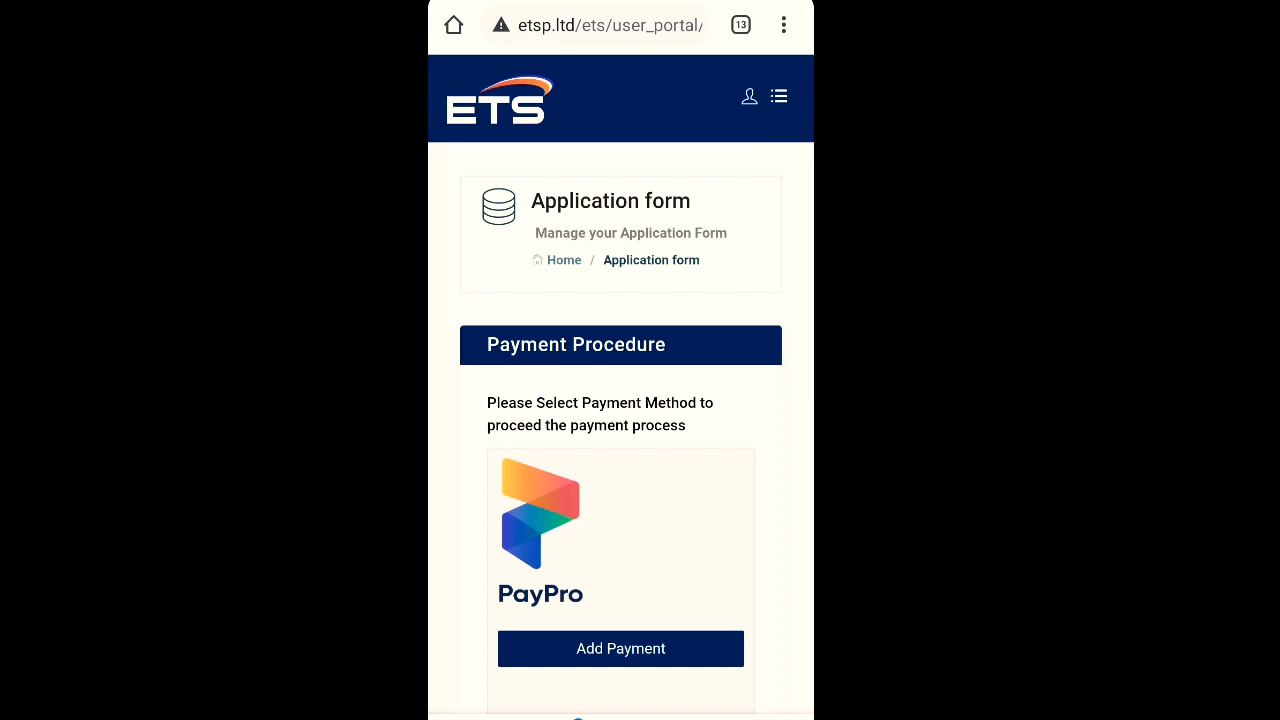 etsp.ltd/ets/user_portal/
13
ETS
Application form
Manage your Application Form
Home / Application form
Payment Procedure
Please Select Payment Method to
proceed the payment process
PayPro
Add Payment